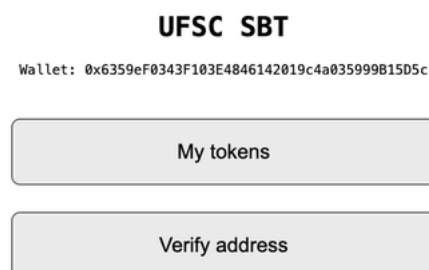 UFSC SBT
Wallet: 0x6359eF0343F103E4846142019c4a035999B15D5c
My tokens
Verify address